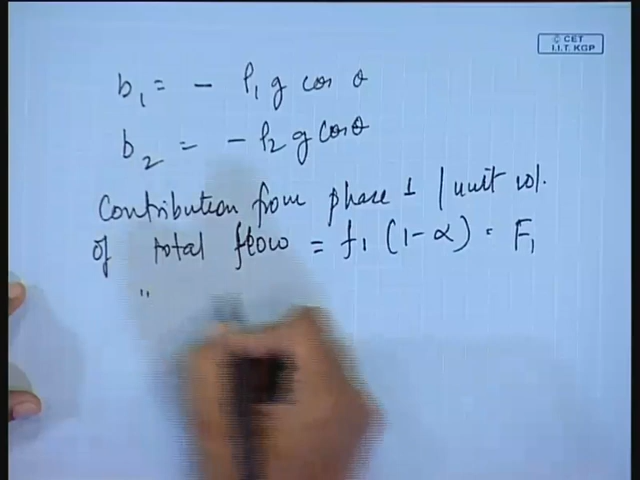 © CET
I.I.T. KGP
b₁ = - ρ₁ g cos θ
b₂ = - ρ₂ g cos θ
Contribution from phase 1 / unit vol.
of total flow = f₁ (1-α) = F₁
"